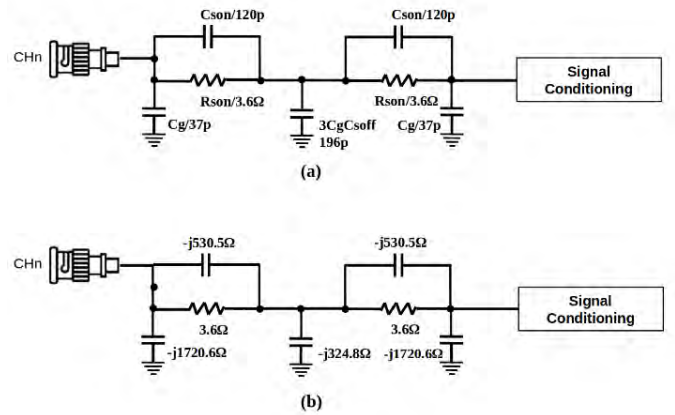 Cson/120p
Cson/120p
CHn
Signal
Conditioning
Rson/3.6Ω
Rson/3.6Ω
Cg/37p
3CgCsoff
196p
Cg/37p
(a)
-j530.5Ω
-j530.5Ω
CHn
Signal
Conditioning
3.6Ω
3.6Ω
-j1720.6Ω
-j324.8Ω
-j1720.6Ω
(b)